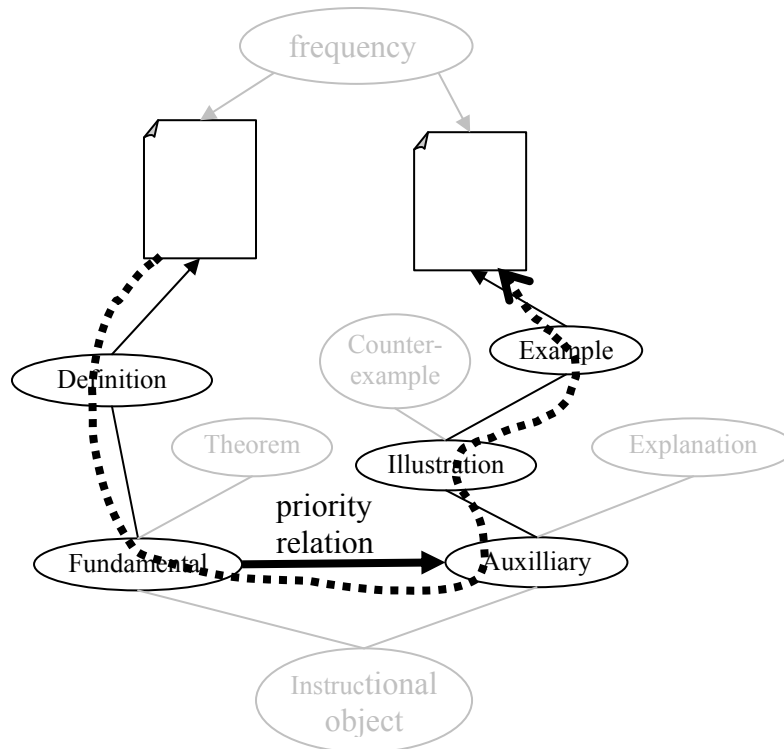 frequency
Counter-
example
Example
Definition
Theorem
Illustration
Explanation
priority
relation
Fundamental
Auxilliary
Instructional
object